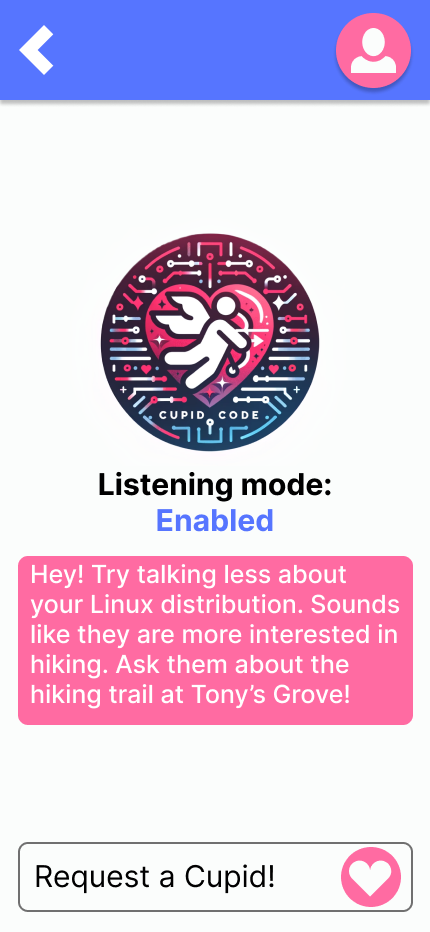 CUPID CODE
Listening mode:
Enabled
Hey! Try talking less about
your Linux distribution. Sounds
like they are more interested in
hiking. Ask them about the
hiking trail at Tony’s Grove!
Request a Cupid!